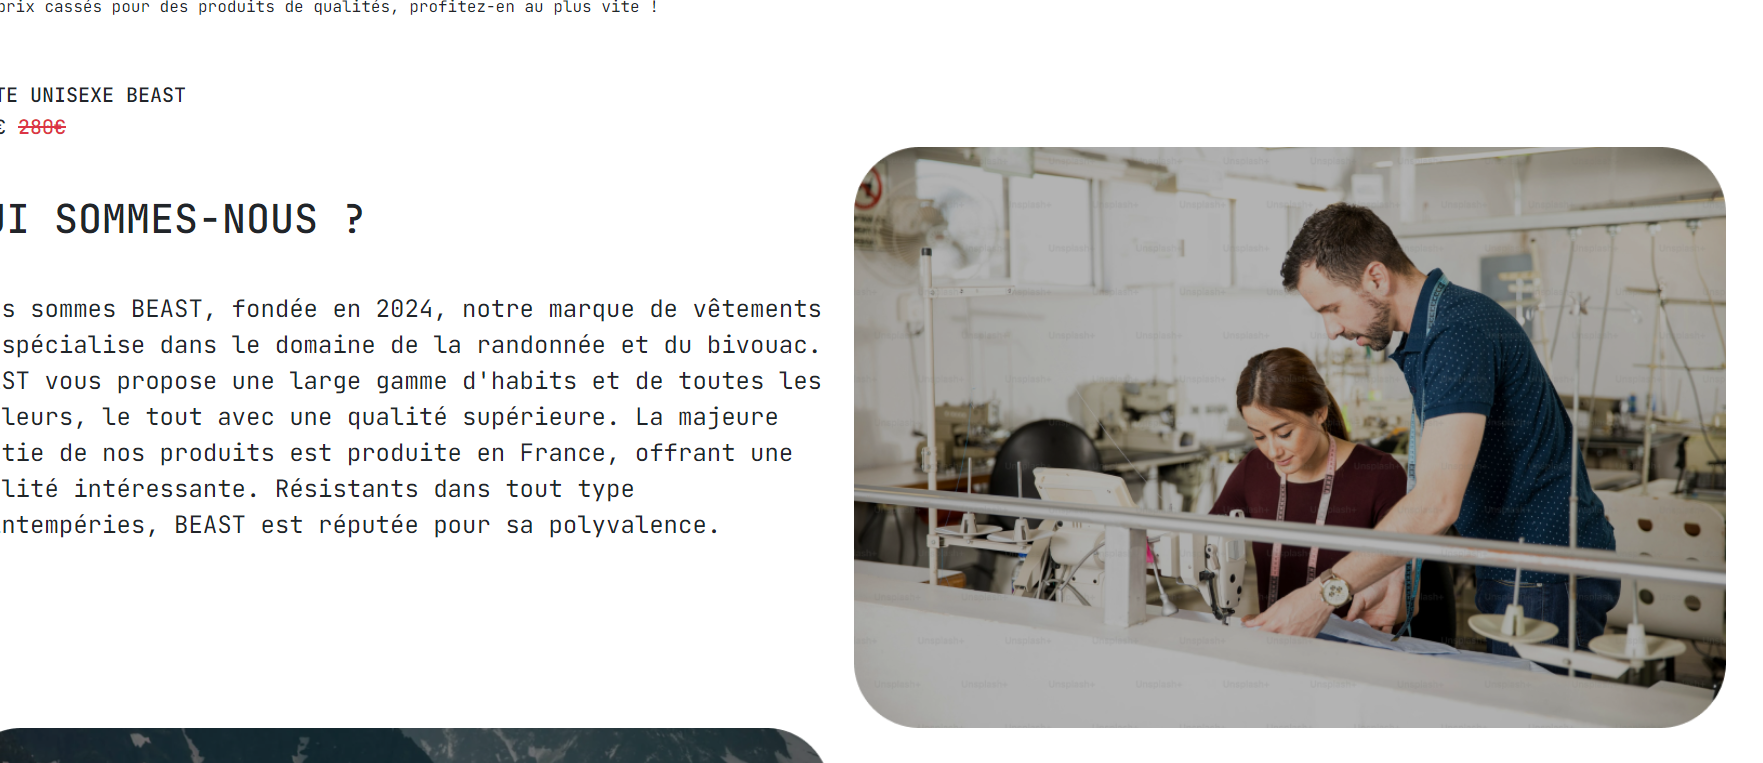 prix cassés pour des produits de qualités, profitez-en au plus vite !
TE UNISEXE BEAST
€ 280€
UI SOMMES-NOUS ?
s sommes BEAST, fondée en 2024, notre marque de vêtements
spécialise dans le domaine de la randonnée et du bivouac.
ST vous propose une large gamme d'habits et de toutes les
leurs, le tout avec une qualité supérieure. La majeure
tie de nos produits est produite en France, offrant une
lité intéressante. Résistants dans tout type
intempéries, BEAST est réputée pour sa polyvalence.